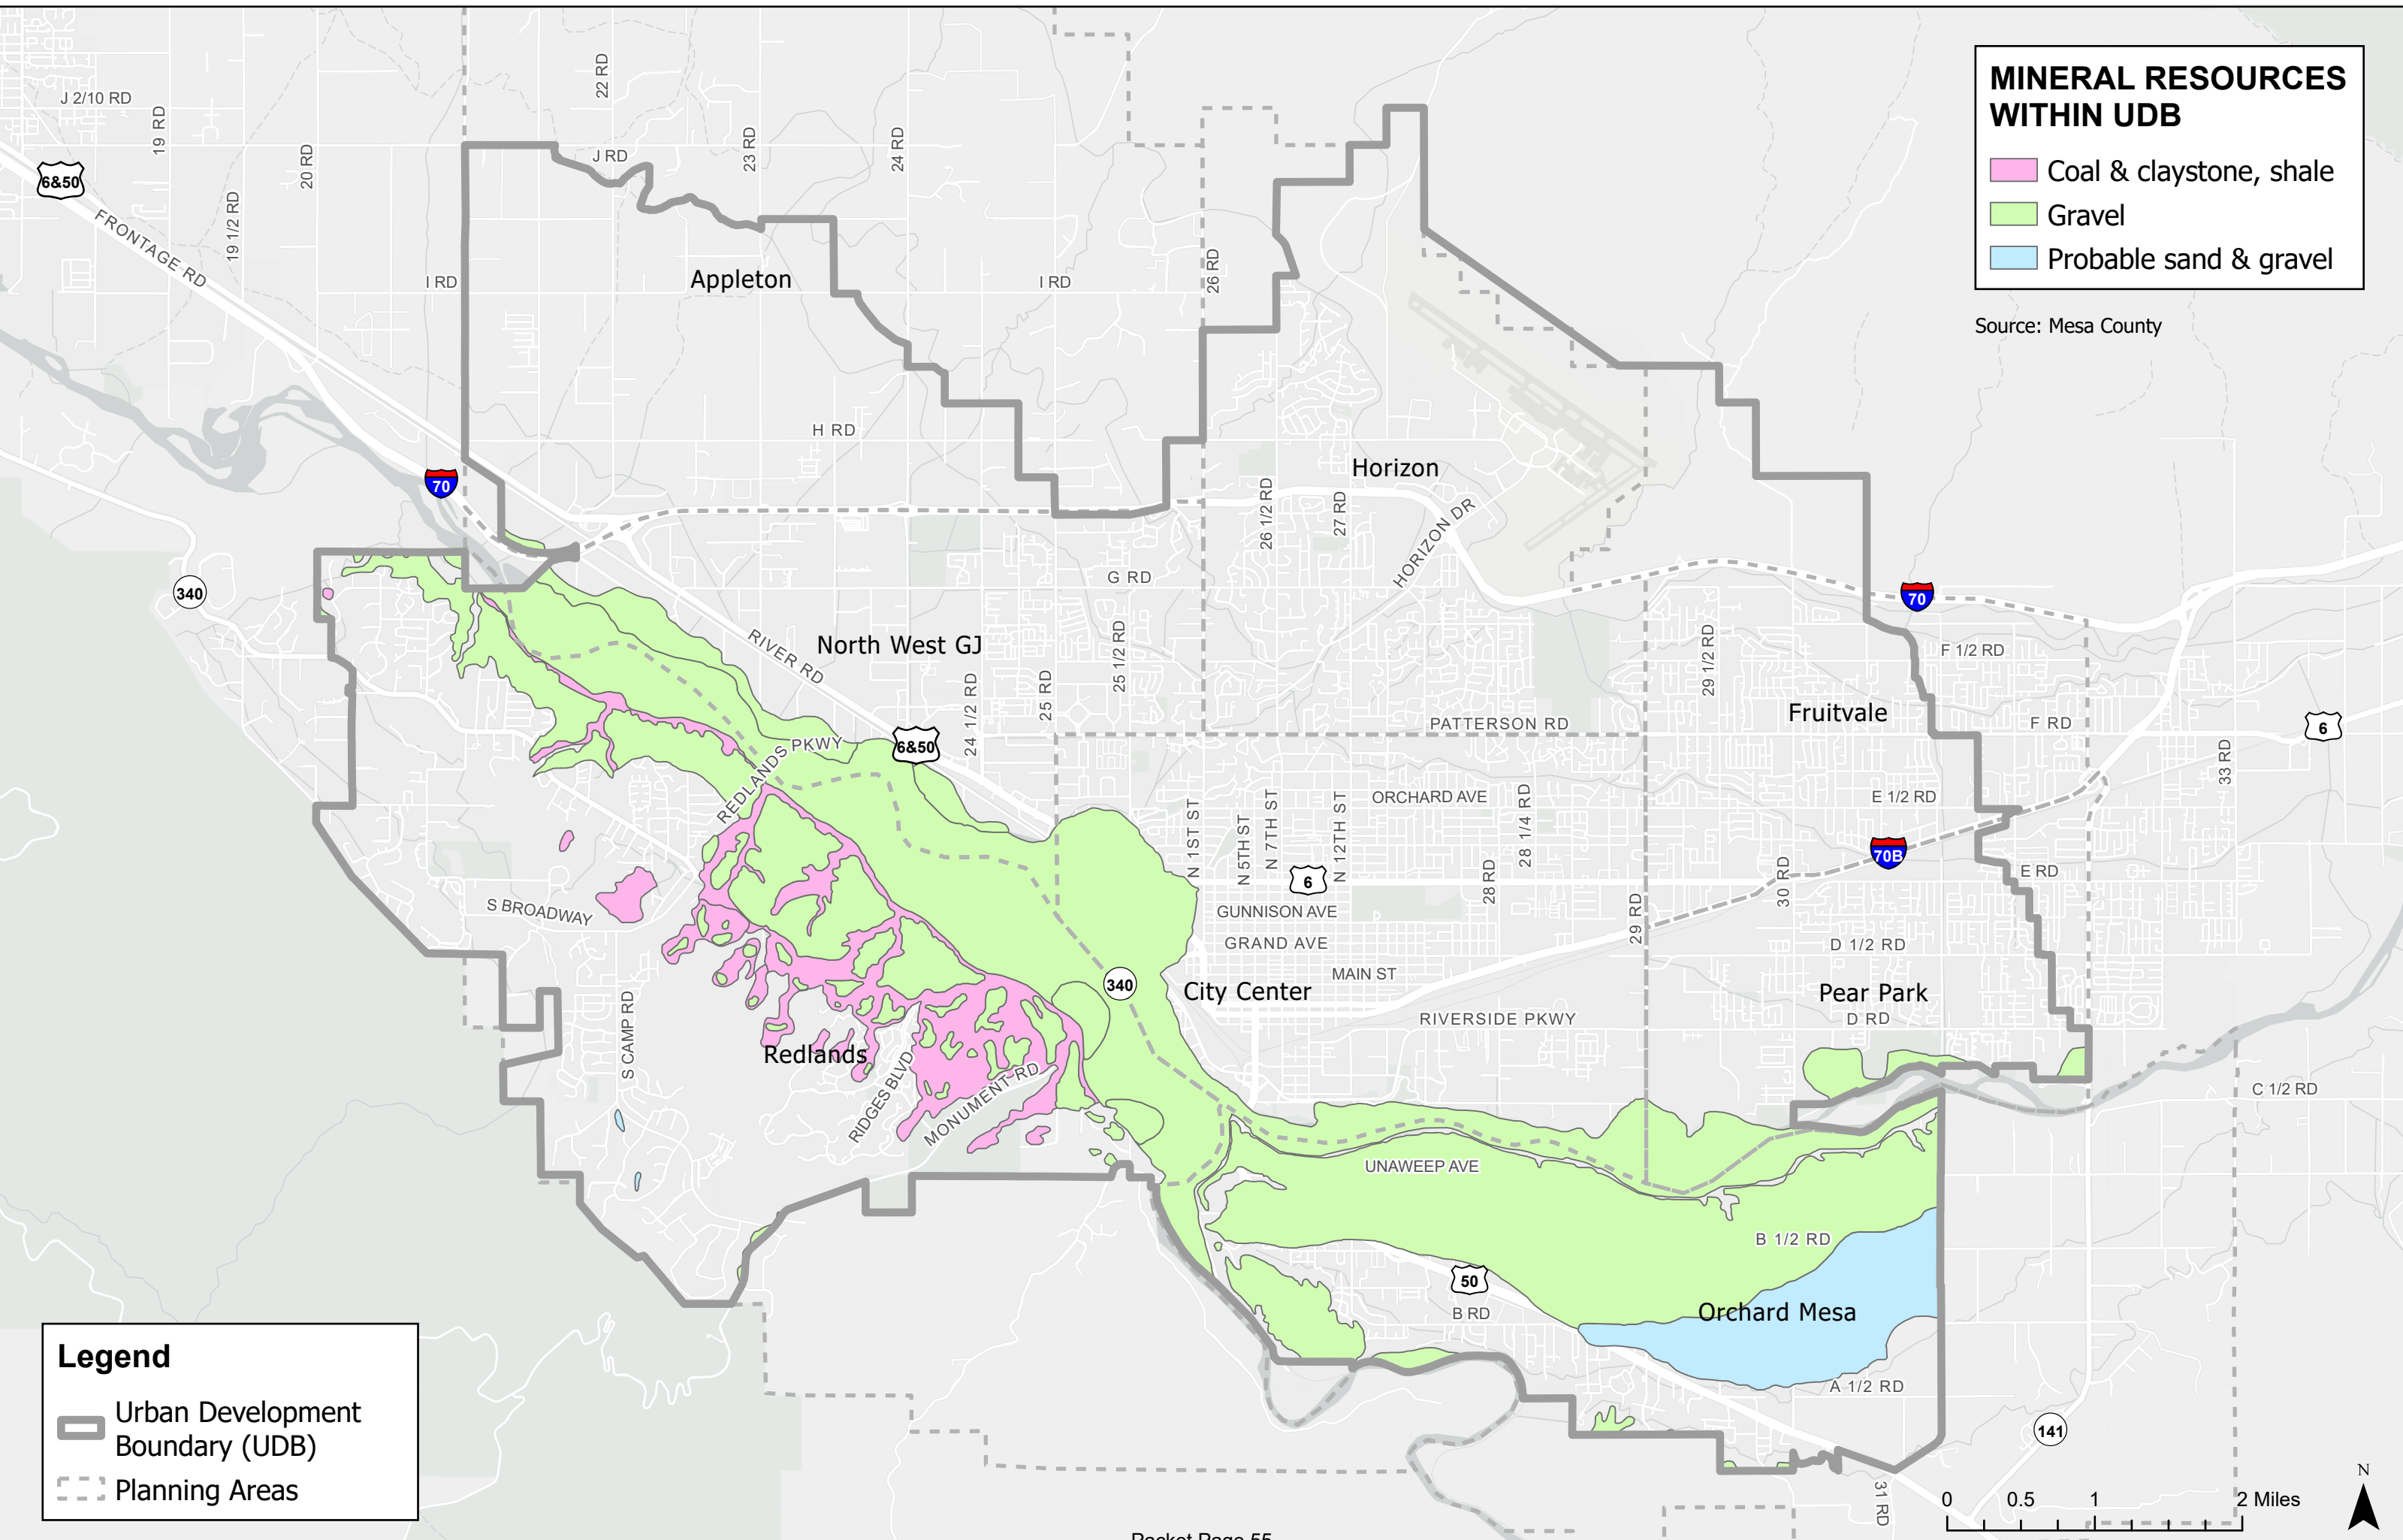 MINERAL RESOURCES
WITHIN UDB
Coal & claystone, shale
Gravel
Probable sand & gravel
Source: Mesa County
J 2/10 RD
19 RD
20 RD
19 1/2 RD
22 RD
23 RD
24 RD
J RD
6&50
FRONTAGE RD
I RD
Appleton
I RD
26 RD
H RD
70
340
Horizon
26 1/2 RD
27 RD
HORIZON DR
G RD
70
RIVER RD
North West GJ
25 1/2 RD
25 RD
24 1/2 RD
29 1/2 RD
F 1/2 RD
Fruitvale
F RD
PATTERSON RD
6
6&50
33 RD
REDLANDS PKWY
N 1ST ST
N 5TH ST
N 7TH ST
N 12TH ST
ORCHARD AVE
28 1/4 RD
E 1/2 RD
70B
6
28 RD
30 RD
E RD
29 RD
S BROADWAY
GUNNISON AVE
GRAND AVE
D 1/2 RD
MAIN ST
340
City Center
Pear Park
D RD
RIVERSIDE PKWY
S CAMP RD
Redlands
RIDGES BLVD
MONUMENT RD
C 1/2 RD
UNAWEEP AVE
B 1/2 RD
50
B RD
Orchard Mesa
A 1/2 RD
141
31 RD
Legend
Urban Development
Boundary (UDB)
Planning Areas
0 0.5 1 2 Miles
N
Packet Page 55